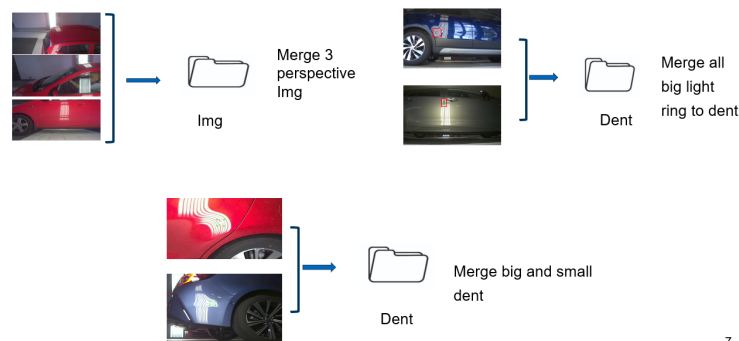 Merge 3
perspective
Img
Img
Merge all
big light
ring to dent
Dent
Merge big and small
dent
Dent